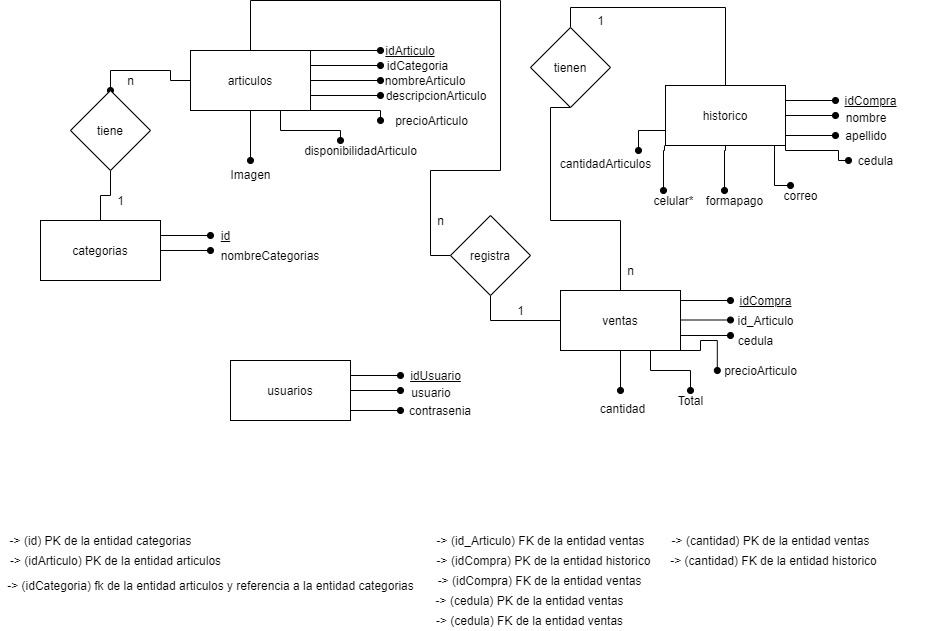 1
tienen
n
articulos
idArticulo
idCategoria
nombreArticulo
descripcionArticulo
precioArticulo
disponibilidadArticulo
Imagen
tiene
1
categorias
id
nombreCategorias
historico
idCompra
nombre
apellido
cedula
cantidadArticulos
celular*
formapago
correo
n
registra
1
n
ventas
idCompra
id_Articulo
cedula
precioArticulo
Total
cantidad
usuarios
idUsuario
usuario
contrasenia
-> (id) PK de la entidad categorias
-> (idArticulo) PK de la entidad articulos
-> (idCategoria) fk de la entidad articulos y referencia a la entidad categorias
-> (id_Articulo) FK de la entidad ventas
-> (idCompra) PK de la entidad historico
-> (idCompra) FK de la entidad ventas
-> (cedula) PK de la entidad ventas
-> (cedula) FK de la entidad ventas
-> (cantidad) PK de la entidad ventas
-> (cantidad) FK de la entidad historico